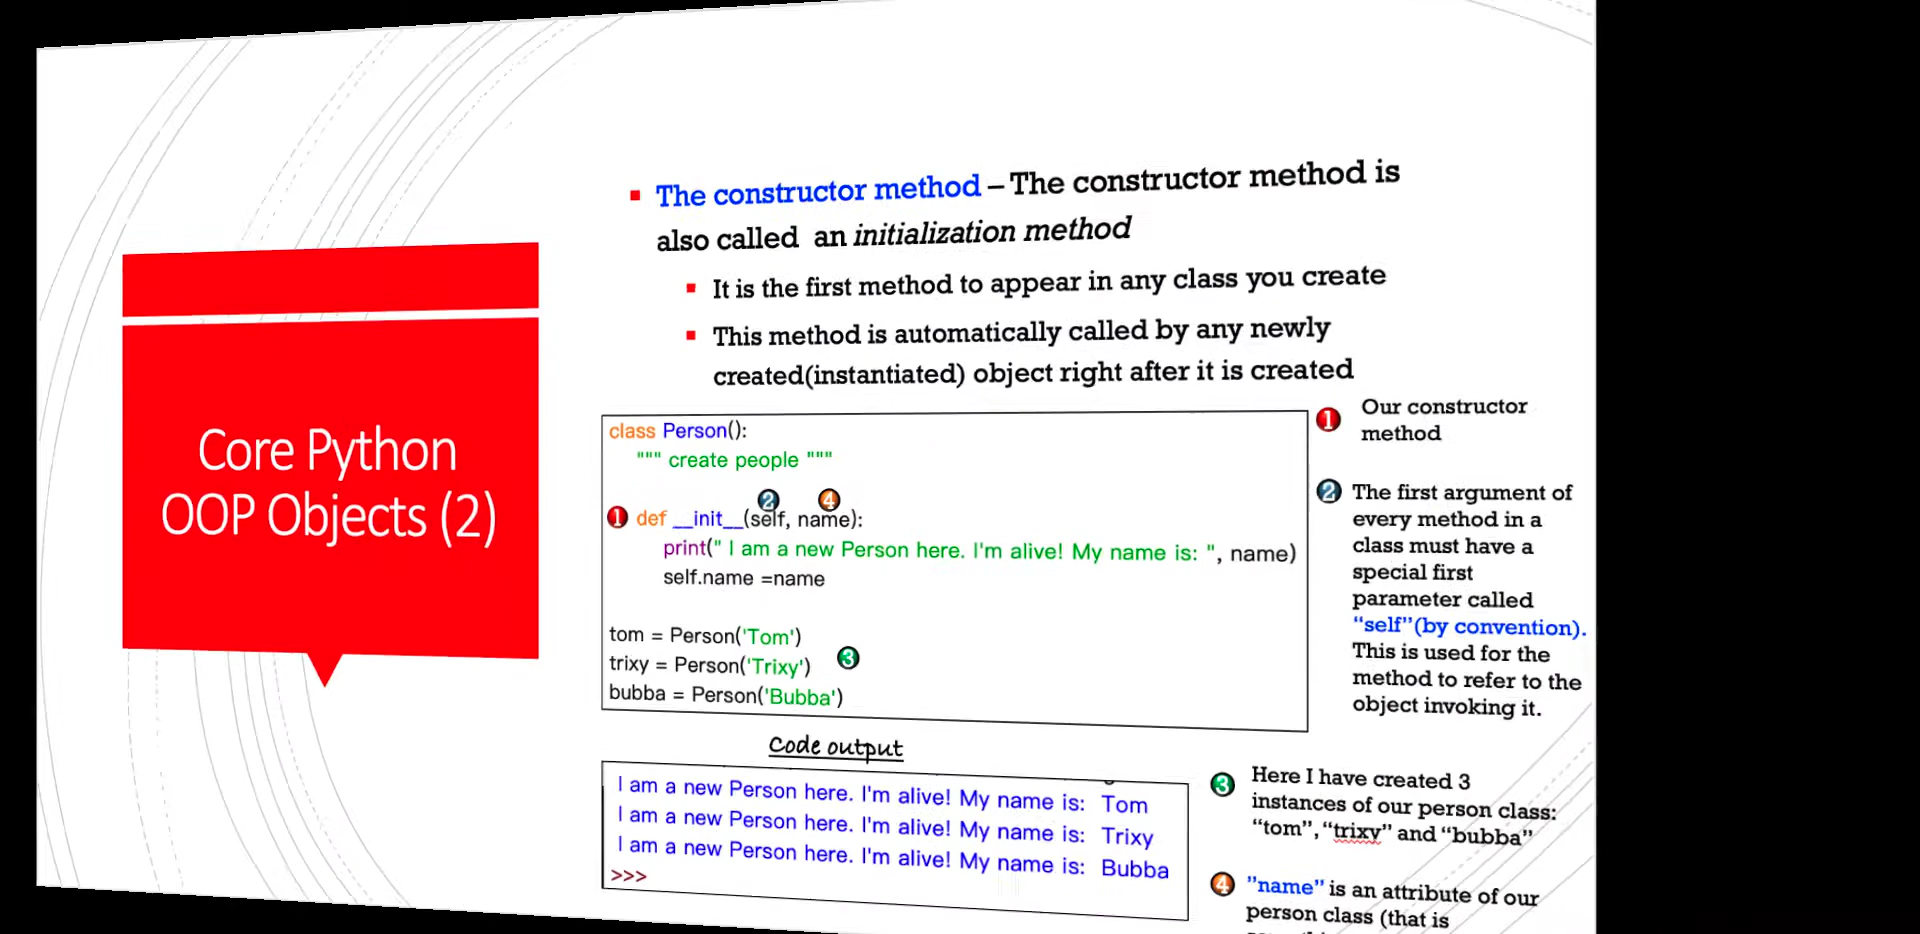 Core Python
OOP Objects (2)
▪ The constructor method – The constructor method is
also called an initialization method
▪ It is the first method to appear in any class you create
▪ This method is automatically called by any newly
created(instantiated) object right after it is created
class Person():
""" create people """
2 4
1 def __init__(self, name):
print(" I am a new Person here. I'm alive! My name is: ", name)
self.name =name
tom = Person('Tom')
trixy = Person('Trixy') 3
bubba = Person('Bubba')
1 Our constructor
method
2 The first argument of
every method in a
class must have a
special first
parameter called
“self”(by convention).
This is used for the
method to refer to the
object invoking it.
Code output
I am a new Person here. I'm alive! My name is: Tom
I am a new Person here. I'm alive! My name is: Trixy
I am a new Person here. I'm alive! My name is: Bubba
>>>
3 Here I have created 3
instances of our person class:
“tom”,“trixy” and “bubba”
4 ”name” is an attribute of our
person class (that is